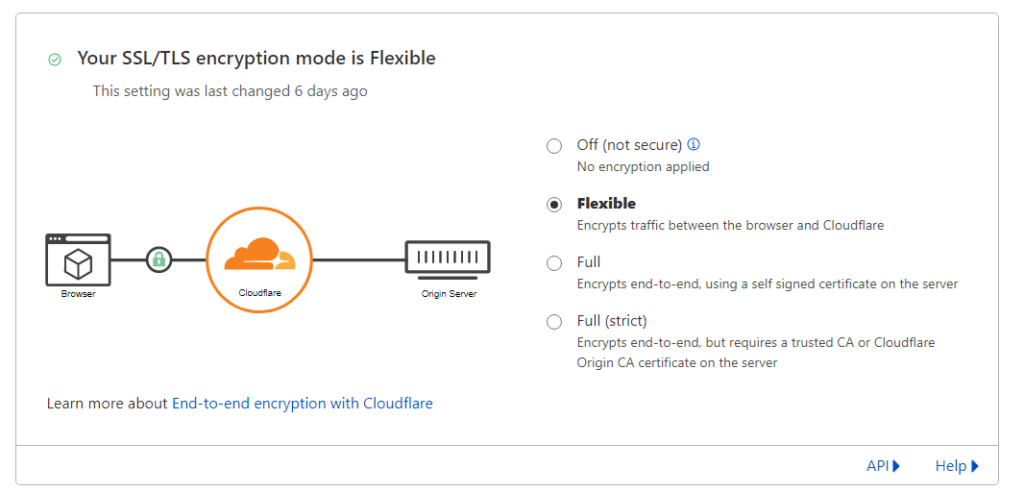 Your SSL/TLS encryption mode is Flexible
This setting was last changed 6 days ago
Off (not secure)
No encryption applied
Flexible
Encrypts traffic between the browser and Cloudflare
Full
Encrypts end-to-end, using a self signed certificate on the server
Full (strict)
Encrypts end-to-end, but requires a trusted CA or Cloudflare
Origin CA certificate on the server
Browser
Cloudflare
Origin Server
Learn more about End-to-end encryption with Cloudflare
API
Help